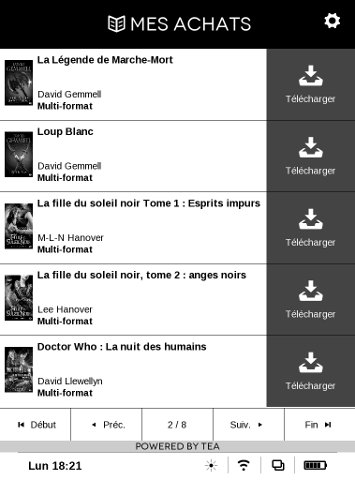 MES ACHATS
La Légende de Marche-Mort
David Gemmell
Multi-format
Télécharger
Loup Blanc
David Gemmell
Multi-format
Télécharger
La fille du soleil noir Tome 1 : Esprits impurs
M-L-N Hanover
Multi-format
Télécharger
La fille du soleil noir, tome 2 : anges noirs
Lee Hanover
Multi-format
Télécharger
Doctor Who : La nuit des humains
David Llewellyn
Multi-format
Télécharger
Début Préc. 2 / 8 Suiv. Fin
POWERED BY TEA
Lun 18:21